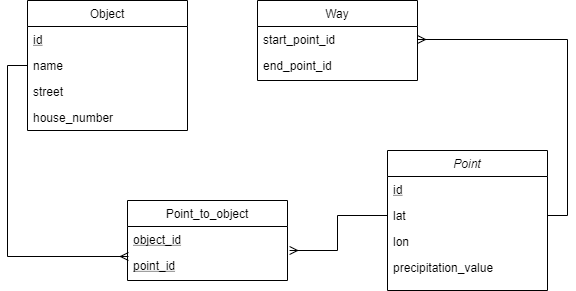 Object
id
name
street
house_number
Way
start_point_id
end_point_id
Point_to_object
object_id
point_id
Point
id
lat
lon
precipitation_value